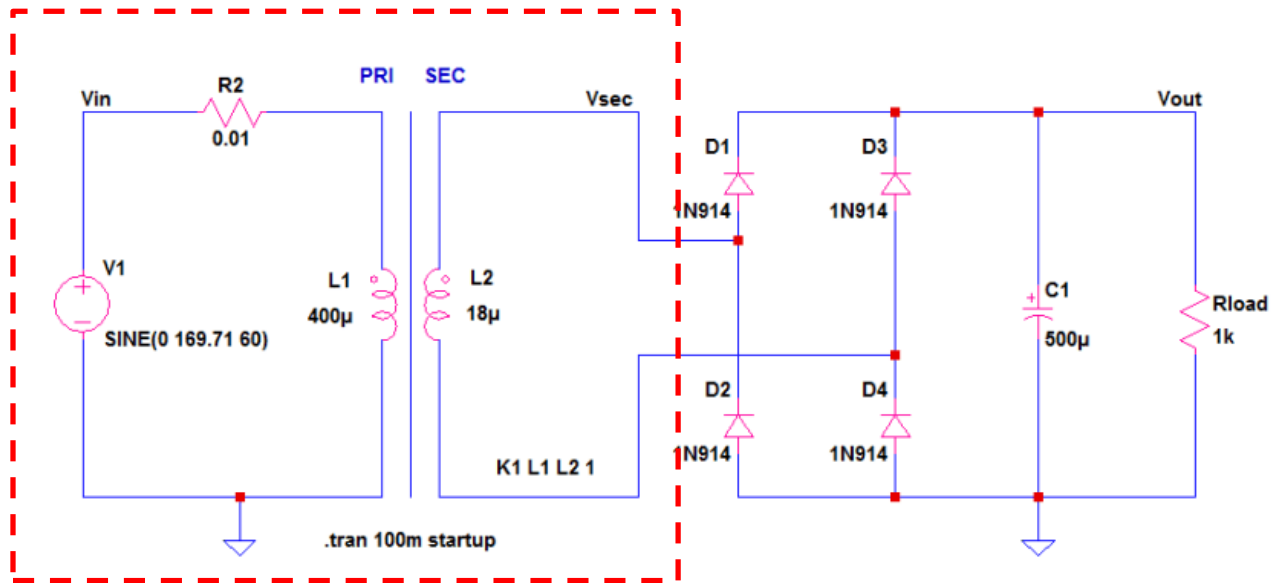 PRI SEC
Vin
R2
0.01
Vsec
V1
SINE(0 169.71 60)
L1
400µ
L2
18µ
K1 L1 L2 1
.tran 100m startup
D1
1N914
D3
1N914
D2
1N914
D4
1N914
Vout
C1
500µ
Rload
1k
+
−
+